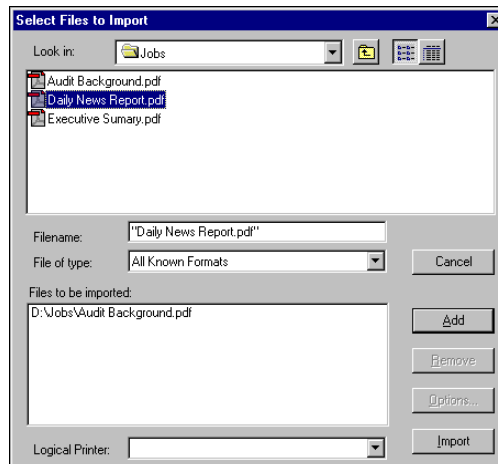 Select Files to Import
Look in: Jobs
Audit Background.pdf
Daily News Report.pdf
Executive Sumary.pdf
Filename: "Daily News Report.pdf"
File of type: All Known Formats
Cancel
Files to be imported:
D:\Jobs\Audit Background.pdf
Add
Remove
Options...
Logical Printer:
Import